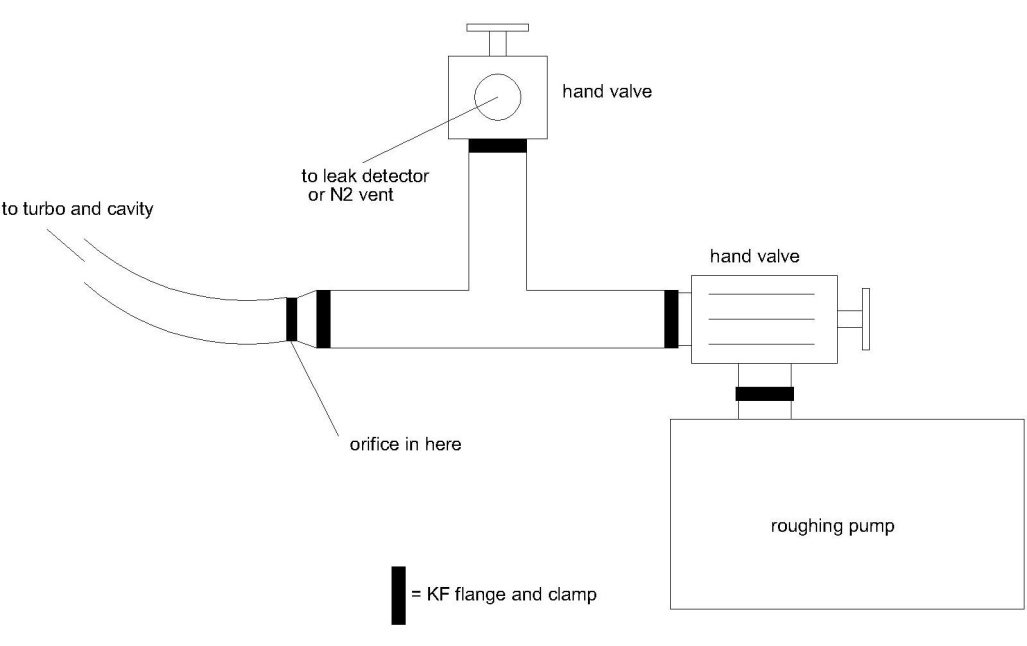 hand valve
to leak detector
or N2 vent
to turbo and cavity
hand valve
orifice in here
roughing pump
= KF flange and clamp